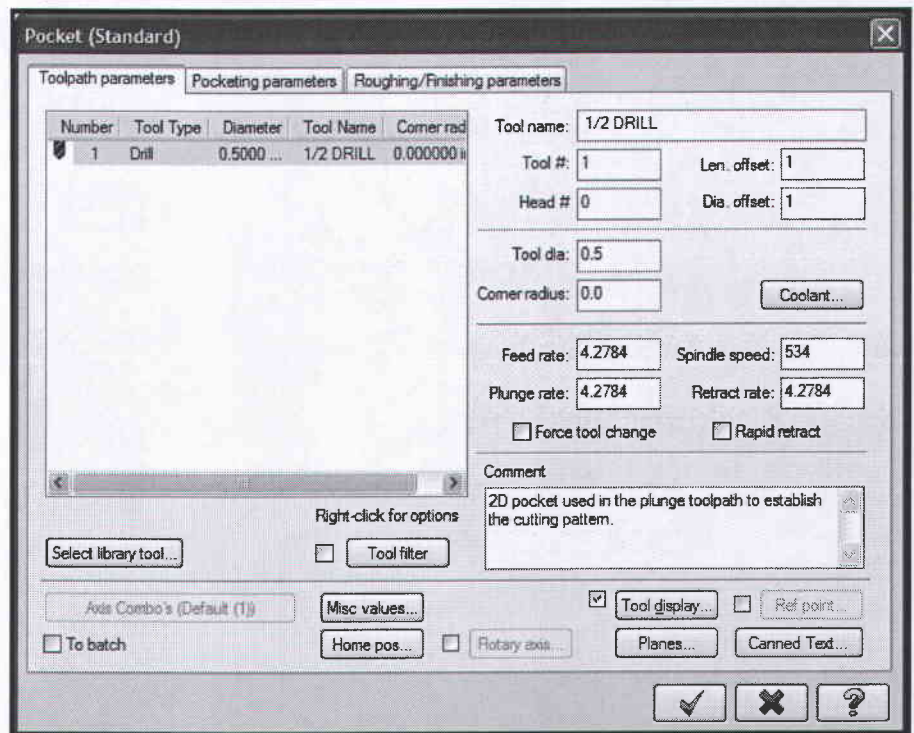 Pocket (Standard)
Toolpath parameters Pocketing parameters Roughing/Finishing parameters
Number Tool Type Diameter Tool Name Corner rad
1 Drill 0.5000 ... 1/2 DRILL 0.000000 i
Right-click for options
Select library tool...
Tool filter
Tool name: 1/2 DRILL
Tool #: 1 Len. offset: 1
Head # 0 Dia. offset: 1
Tool dia: 0.5
Corner radius: 0.0 Coolant...
Feed rate: 4.2784 Spindle speed: 534
Plunge rate: 4.2784 Retract rate: 4.2784
Force tool change Rapid retract
Comment
2D pocket used in the plunge toolpath to establish
the cutting pattern.
Axis Combo's (Default (1)) Misc values... Tool display... Ref point...
To batch Home pos... Rotary axis... Planes... Canned Text...